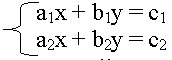 a₁x + b₁y = c₁
a₂x + b₂y = c₂